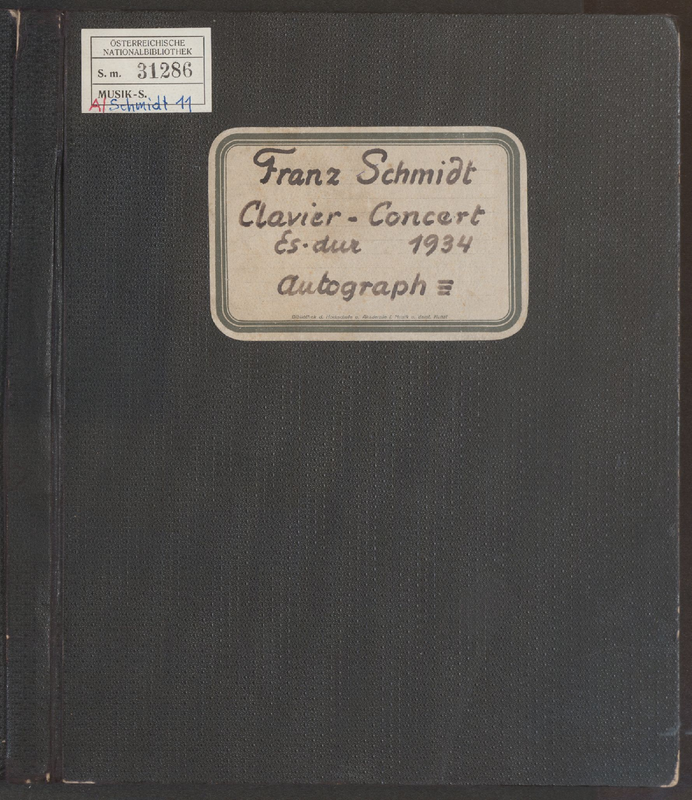 ÖSTERREICHISCHE
NATIONALBIBLIOTHEK
S. m. 31286
MUSIK-S.
A/Schmidt 11
Franz Schmidt
Clavier - Concert
Es-dur 1934
Autograph